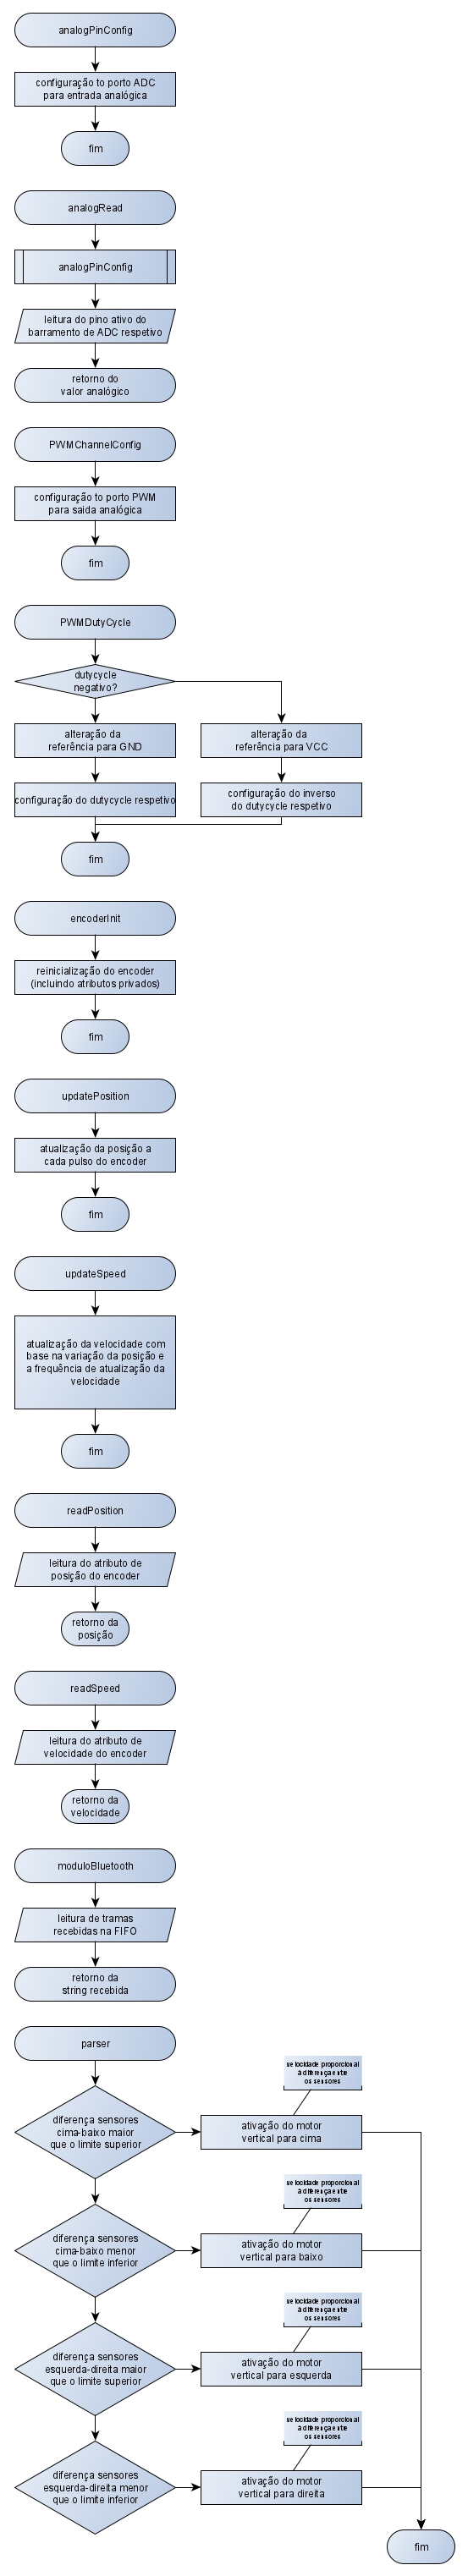 analogPinConfig
configuração to porto ADC
para entrada analógica
fim
analogRead
analogPinConfig
leitura do pino ativo do
barramento de ADC respetivo
retorno do
valor analógico
PWMChannelConfig
configuração to porto PWM
para saida analógica
fim
PWMDutyCycle
dutycycle
negativo?
alteração da
referência para GND
alteração da
referência para VCC
configuração do dutycycle respetivo
configuração do inverso
do dutycycle respetivo
fim
encoderInit
reinicialização do encoder
(incluindo atributos privados)
fim
updatePosition
atualização da posição a
cada pulso do encoder
fim
updateSpeed
atualização da velocidade com
base na variação da posição e
a frequência de atualização da
velocidade
fim
readPosition
leitura do atributo de
posição do encoder
retorno da
posição
readSpeed
leitura do atributo de
velocidade do encoder
retorno da
velocidade
moduloBluetooth
leitura de tramas
recebidas na FIFO
retorno da
string recebida
parser
velocidade proporcional
à diferença entre
os sensores
diferença sensores
cima-baixo maior
que o limite superior
ativação do motor
vertical para cima
velocidade proporcional
à diferença entre
os sensores
diferença sensores
cima-baixo menor
que o limite inferior
ativação do motor
vertical para baixo
velocidade proporcional
à diferença entre
os sensores
diferença sensores
esquerda-direita maior
que o limite superior
ativação do motor
vertical para esquerda
velocidade proporcional
à diferença entre
os sensores
diferença sensores
esquerda-direita menor
que o limite inferior
ativação do motor
vertical para direita
fim